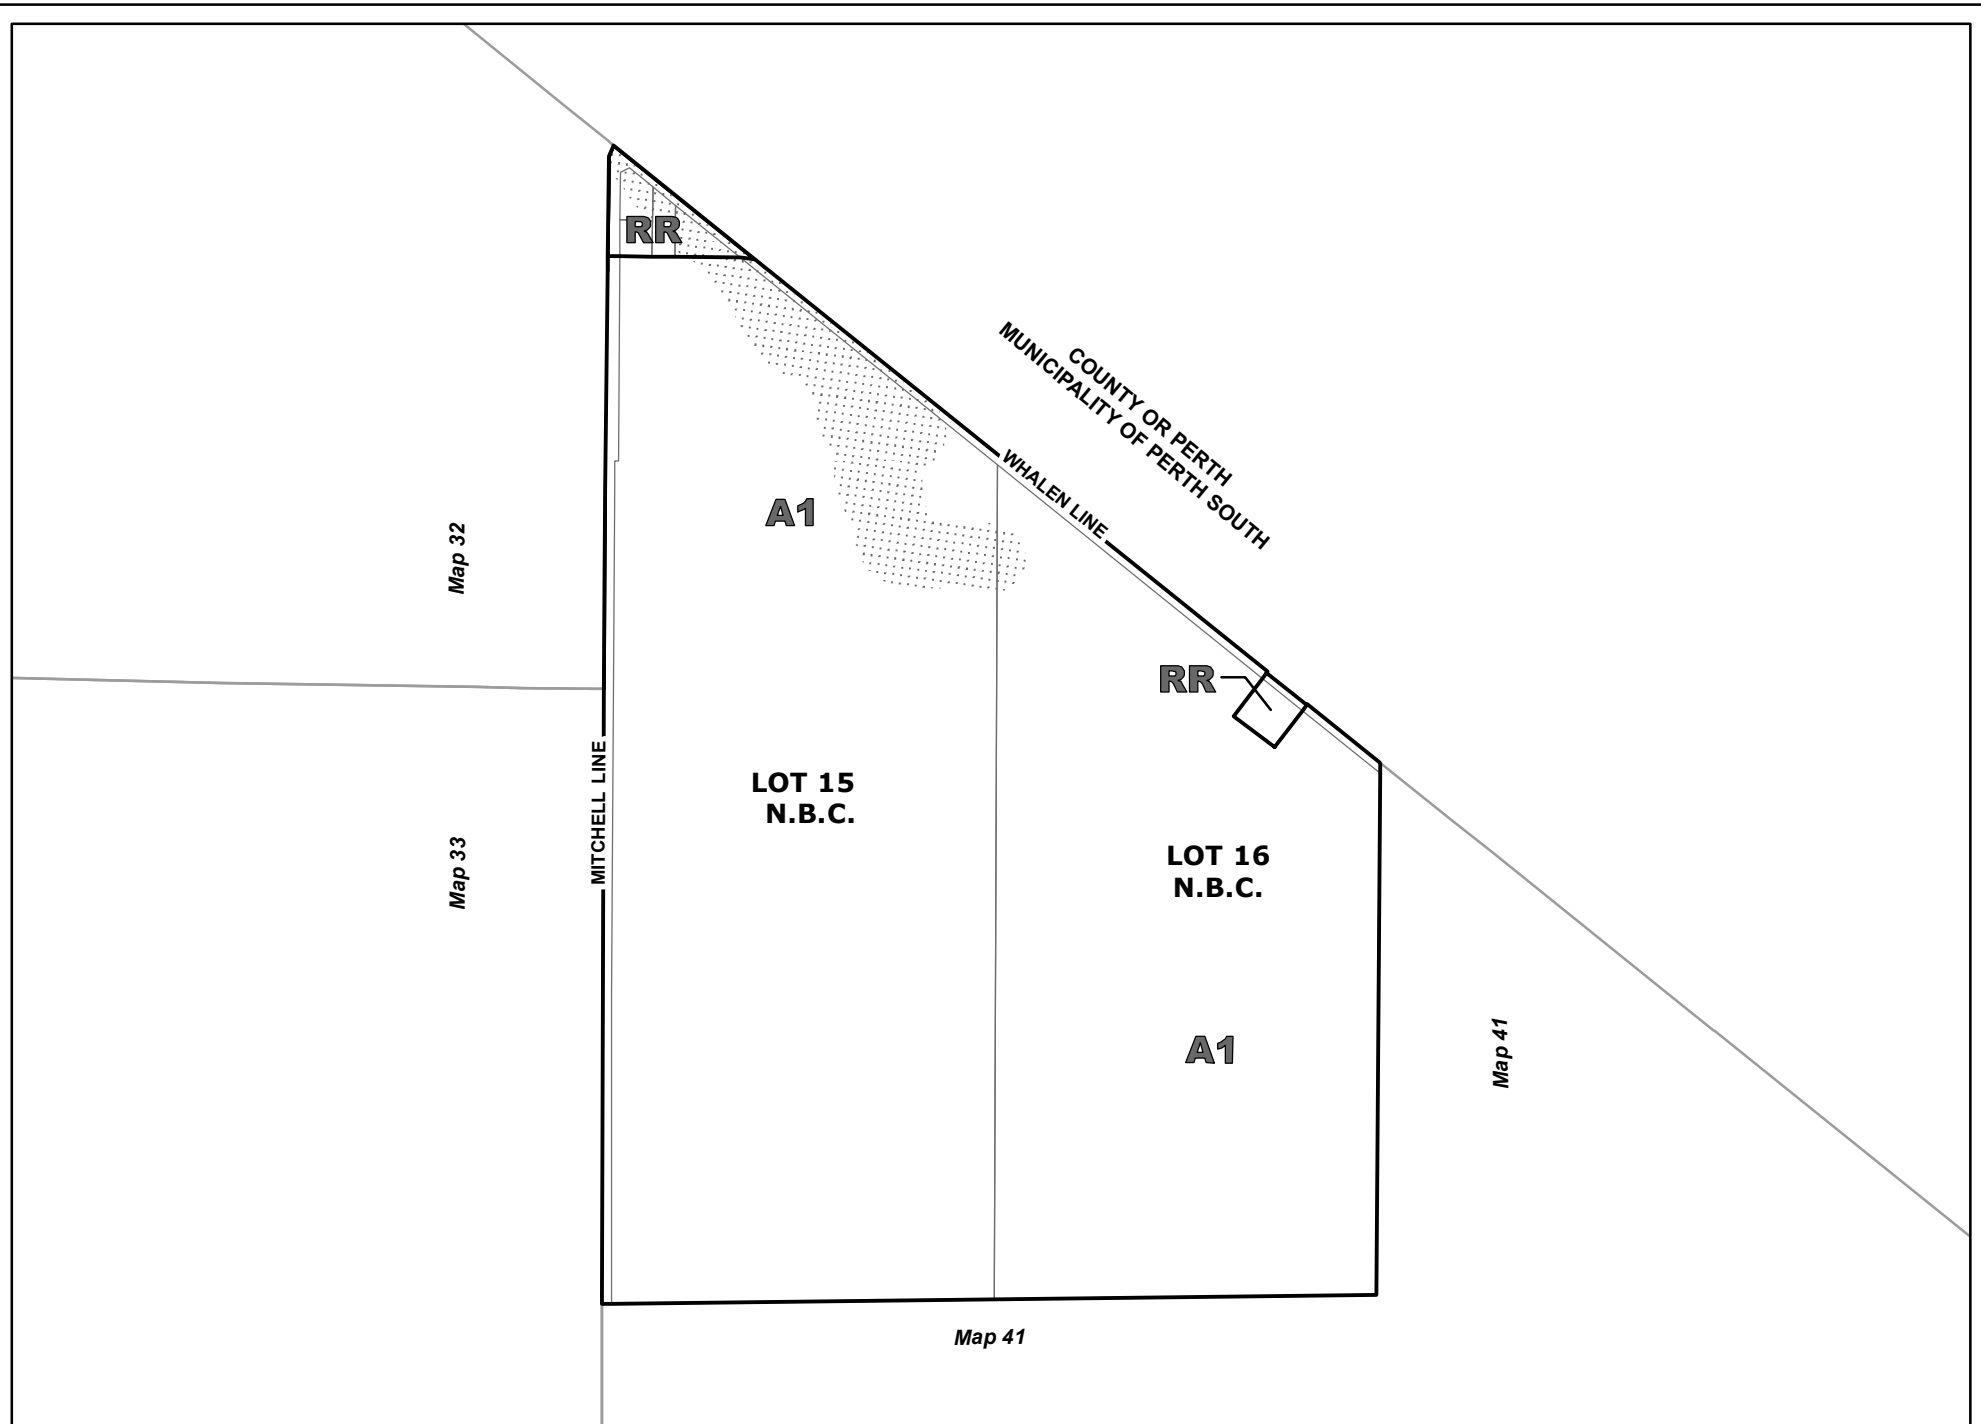 RR
COUNTY OR PERTH
MUNICIPALITY OF PERTH SOUTH
WHALEN LINE
A1
Map 32
RR
MITCHELL LINE
LOT 15
N.B.C.
Map 33
LOT 16
N.B.C.
A1
Map 41
Map 41